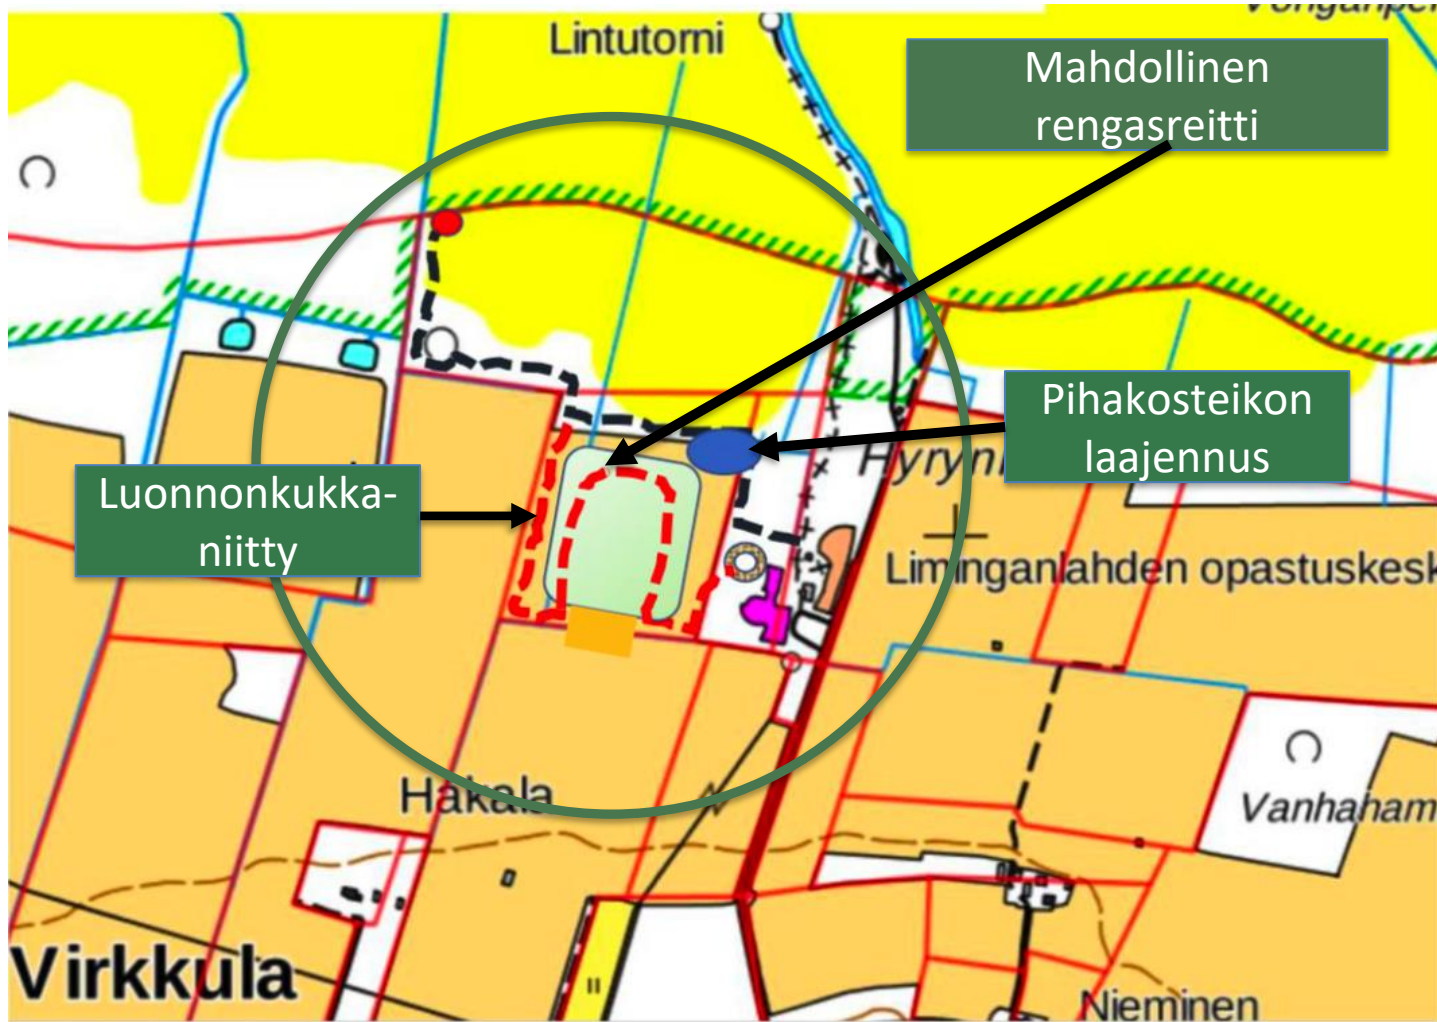 Lintutorni
Mahdollinen
rengasreitti
Pihakosteikon
laajennus
Luonnonkukka-
niitty
Liminganlahden opastuskesk
Hakala
Vanhaham
Virkkula
Nieminen